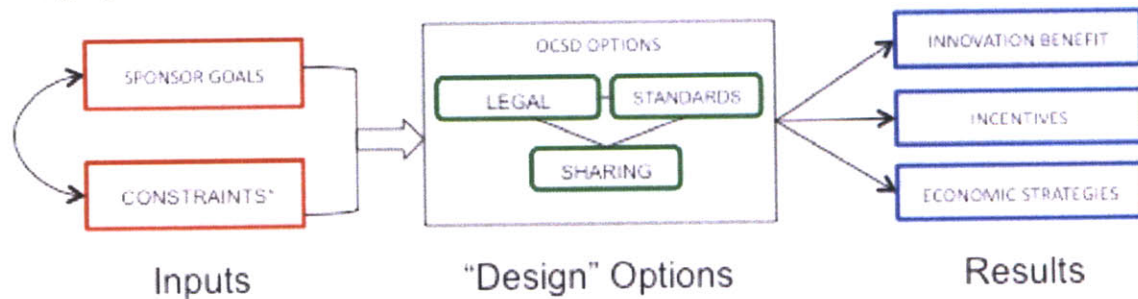 SPONSOR GOALS
CONSTRAINTS*
Inputs
OCSD OPTIONS
LEGAL
STANDARDS
SHARING
"Design" Options
INNOVATION BENEFIT
INCENTIVES
ECONOMIC STRATEGIES
Results